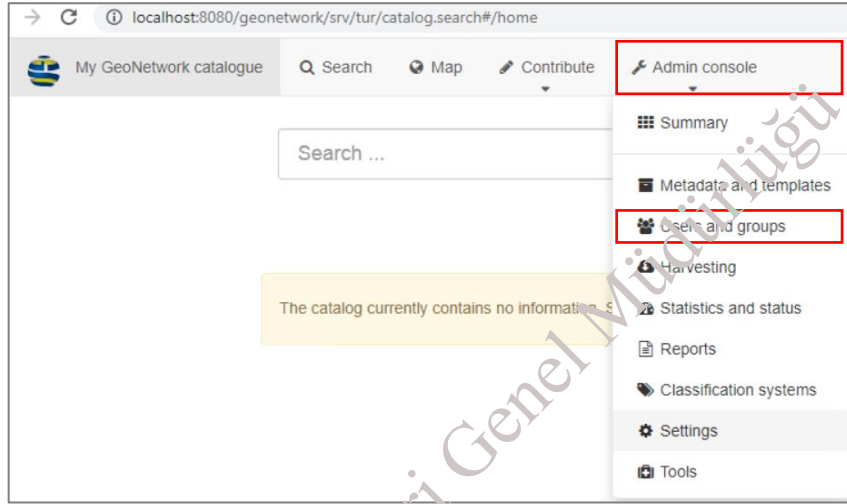 localhost:8080/geonetwork/srv/tur/catalog.search#/home
My GeoNetwork catalogue
Search
Map
Contribute
Admin console
Search ...
Summary
Metadata and templates
Users and groups
Harvesting
The catalog currently contains no information. S
Statistics and status
Reports
Classification systems
Settings
Tools
ri Genel Müdürlüğü